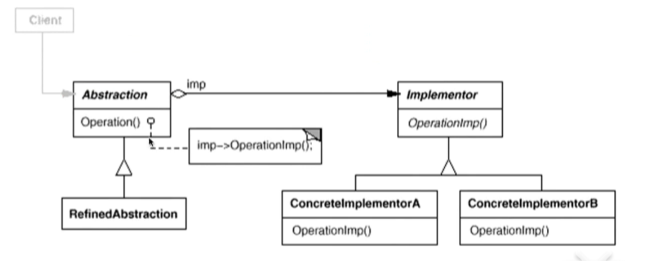 Client
Abstraction
Operation()
imp
imp->OperationImp();
Implementor
OperationImp()
RefinedAbstraction
ConcreteImplementorA
OperationImp()
ConcreteImplementorB
OperationImp()